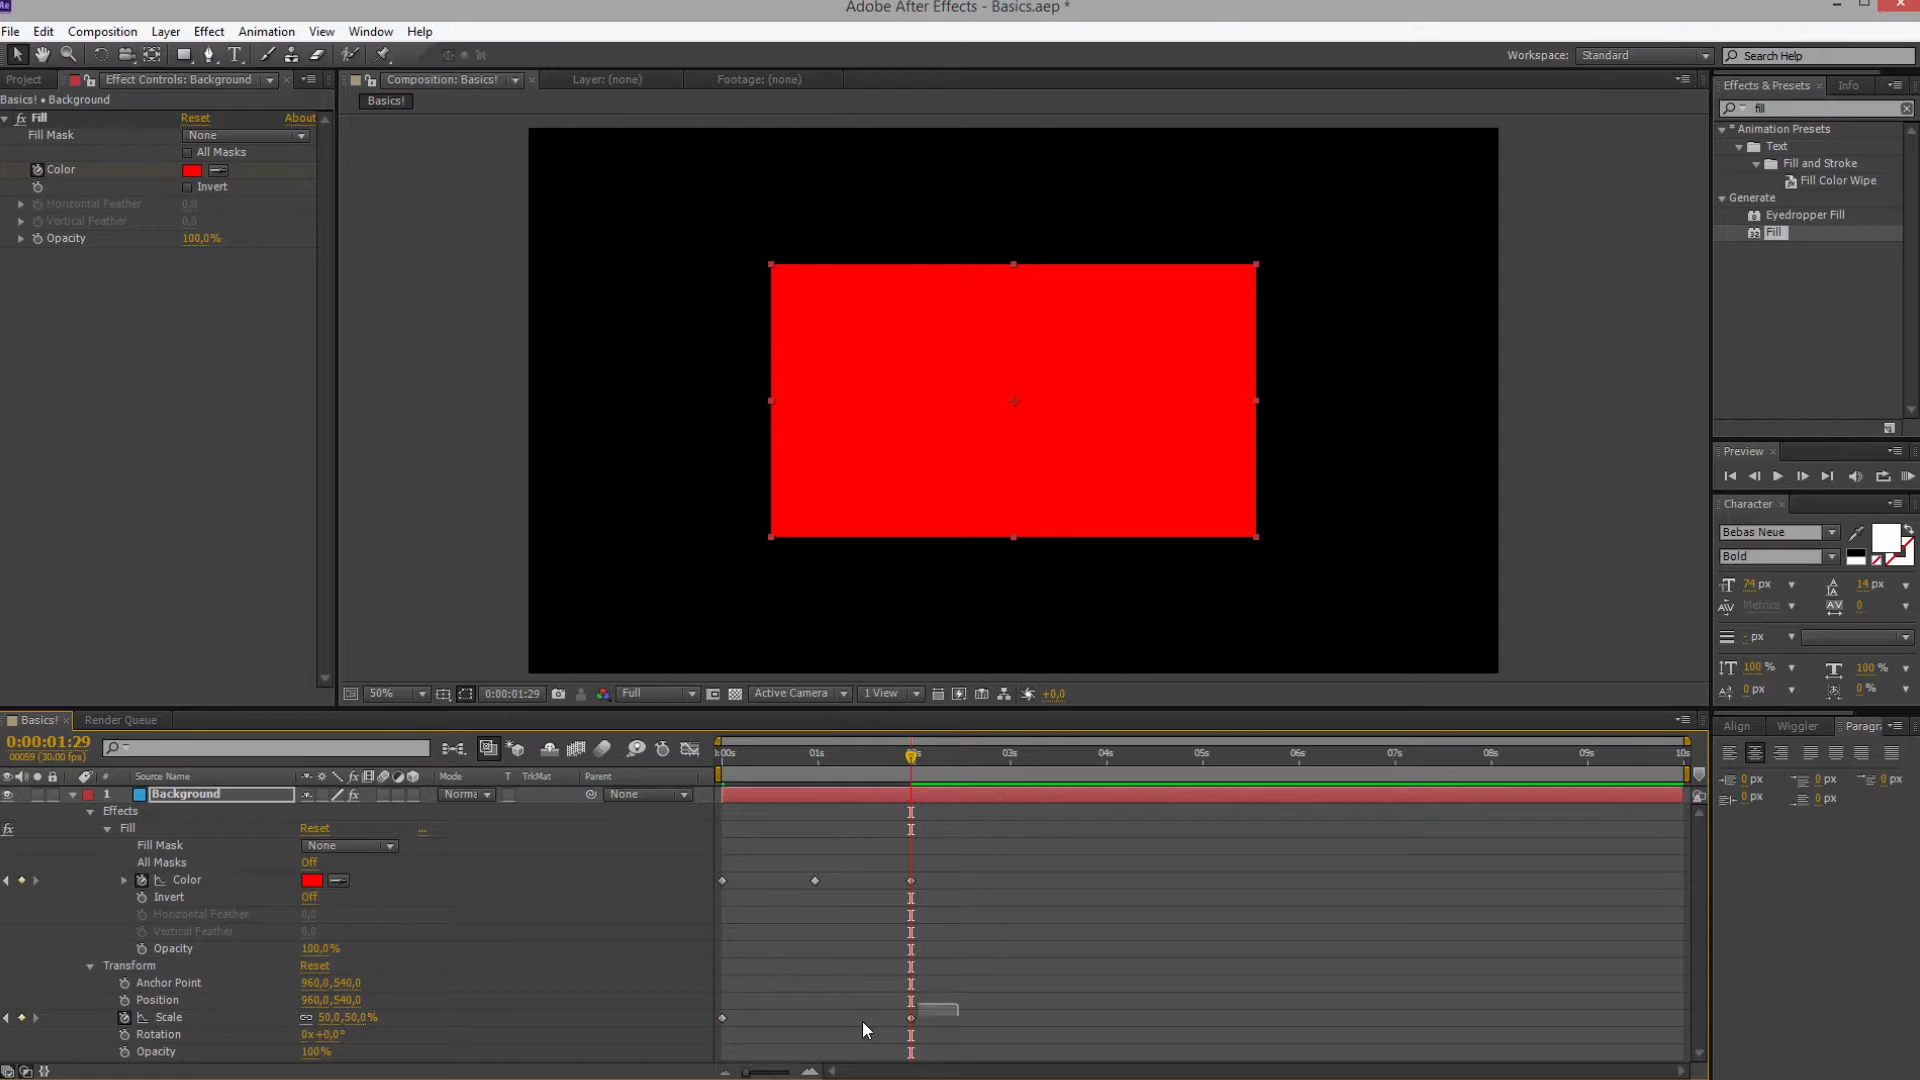 Adobe After Effects - Basics.aep *
File Edit Composition Layer Effect Animation View Window Help
Workspace: Standard
Search Help
Project
Effect Controls: Background
Basics! • Background
fx Fill Reset About
Fill Mask None
All Masks
Color
Invert
Horizontal Feather 0,0
Vertical Feather 0,0
Opacity 100,0%
Composition: Basics! Layer: (none) Footage: (none)
Basics!
50%
0:00:01:29
Full
Active Camera
1 View
+0,0
Effects & Presets Info
fill
* Animation Presets
Text
Fill and Stroke
Fill Color Wipe
Generate
Eyedropper Fill
Fill
Preview
Character
Bebas Neue
Bold
74 px 14 px
Metrics 0
- px
100 % 100 %
0 px 0 %
Align Wiggler Paragr
0 px 0 px 0 px
0 px 0 px
Basics! Render Queue
0:00:01:29
00059 (30.00 fps)
# Source Name Mode T TrkMat Parent
1 Background Norma None
Effects
fx Fill Reset ...
Fill Mask None
All Masks Off
Color
Invert Off
Horizontal Feather 0,0
Vertical Feather 0,0
Opacity 100,0%
Transform Reset
Anchor Point 960,0,540,0
Position 960,0,540,0
Scale 50,0,50,0%
Rotation 0x+0,0°
Opacity 100%
:00s 01s 03s 04s 05s 06s 07s 08s 09s 10s